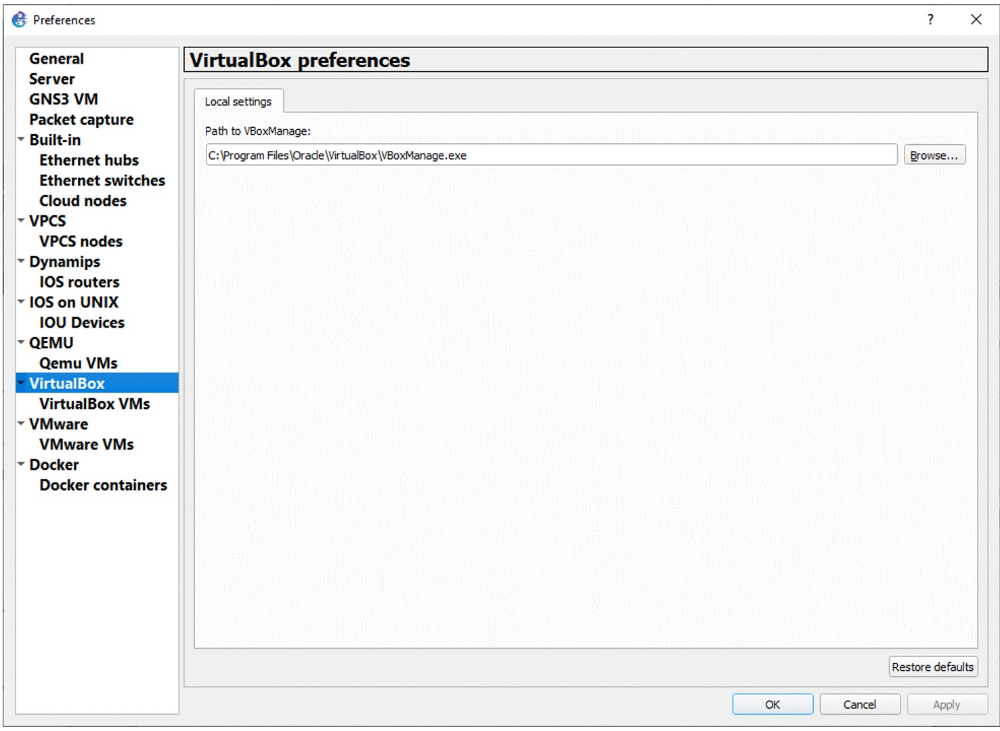 Preferences
?
General
Server
GNS3 VM
Packet capture
Built-in
Ethernet hubs
Ethernet switches
Cloud nodes
VPCS
VPCS nodes
Dynamips
IOS routers
IOS on UNIX
IOU Devices
QEMU
Qemu VMs
VirtualBox
VirtualBox VMs
VMware
VMware VMs
Docker
Docker containers
VirtualBox preferences
Local settings
Path to VBoxManage:
C:\Program Files\Oracle\VirtualBox\VBoxManage.exe
Browse...
Restore defaults
OK
Cancel
Apply